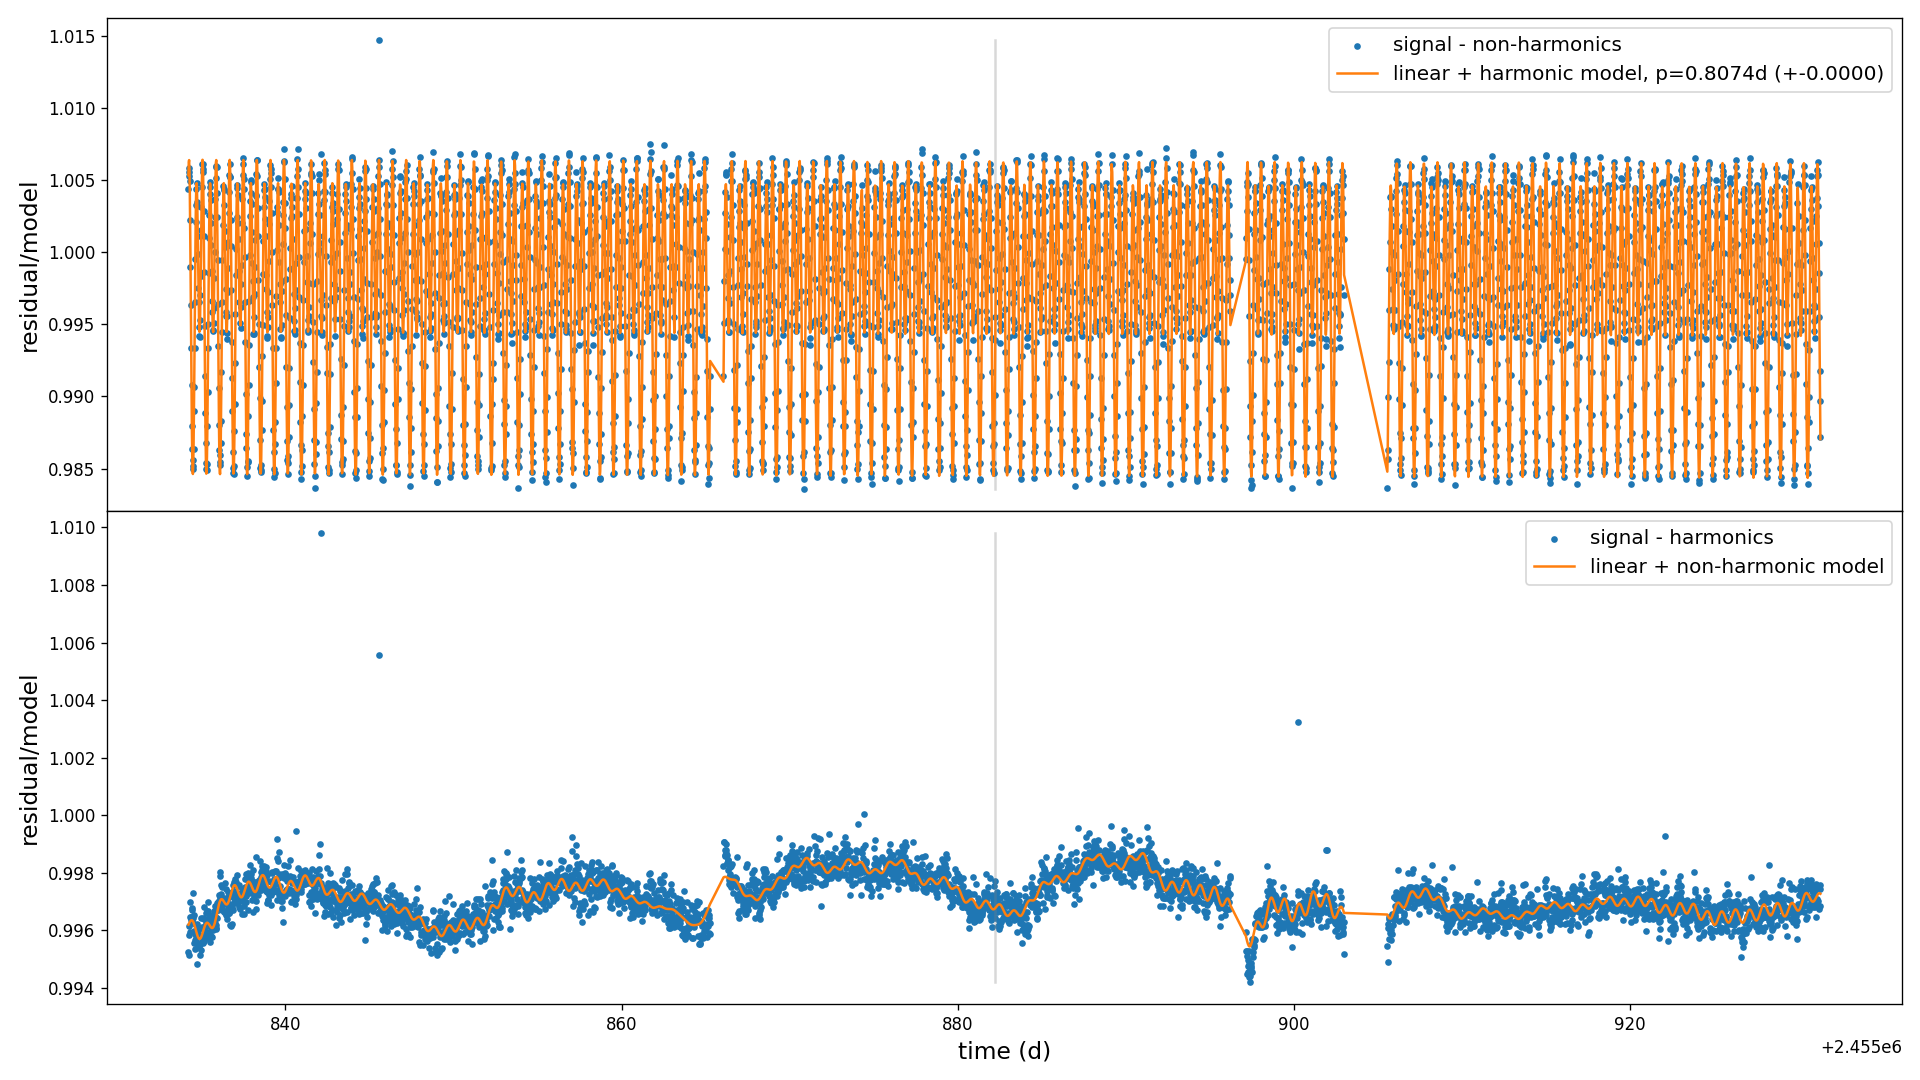 1.015
1.010
1.005
1.000
0.995
0.990
0.985
residual/model
signal - non-harmonics
linear + harmonic model, p=0.8074d (+-0.0000)
1.010
1.008
1.006
1.004
1.002
1.000
0.998
0.996
0.994
residual/model
signal - harmonics
linear + non-harmonic model
840
860
880
900
920
time (d)
+2.455e6